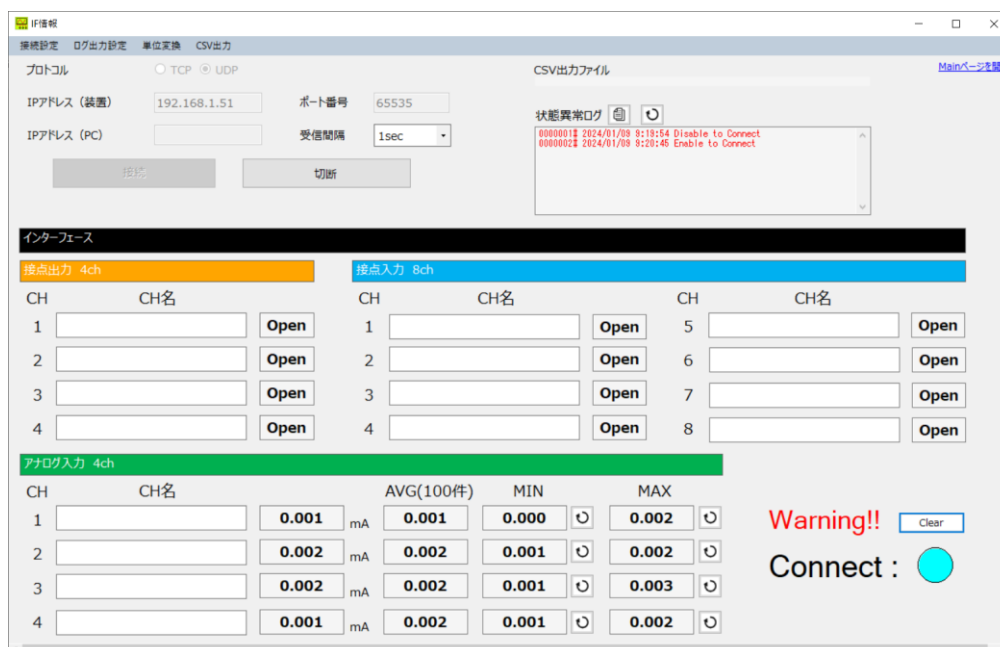 IF情報
接続設定 ログ出力設定 単位変換 CSV出力
プロトコル TCP UDP
CSV出力ファイル
Mainページを開
IPアドレス（装置） 192.168.1.51 ポート番号 65535
IPアドレス（PC） 受信間隔 1sec
状態異常ログ
0000001: 2024/01/09 9:19:54 Disable to Connect
0000002: 2024/01/09 9:20:45 Enable to Connect
接続 切断
インターフェース
接点出力 4ch 接点入力 8ch
CH CH名 CH CH名 CH CH名
1 Open 1 Open 5 Open
2 Open 2 Open 6 Open
3 Open 3 Open 7 Open
4 Open 4 Open 8 Open
アナログ入力 4ch
CH CH名 AVG(100件) MIN MAX
1 0.001 mA 0.001 0.000 0.002
2 0.002 mA 0.002 0.001 0.002
3 0.002 mA 0.002 0.001 0.003
4 0.001 mA 0.002 0.001 0.002
Warning!! Clear
Connect :